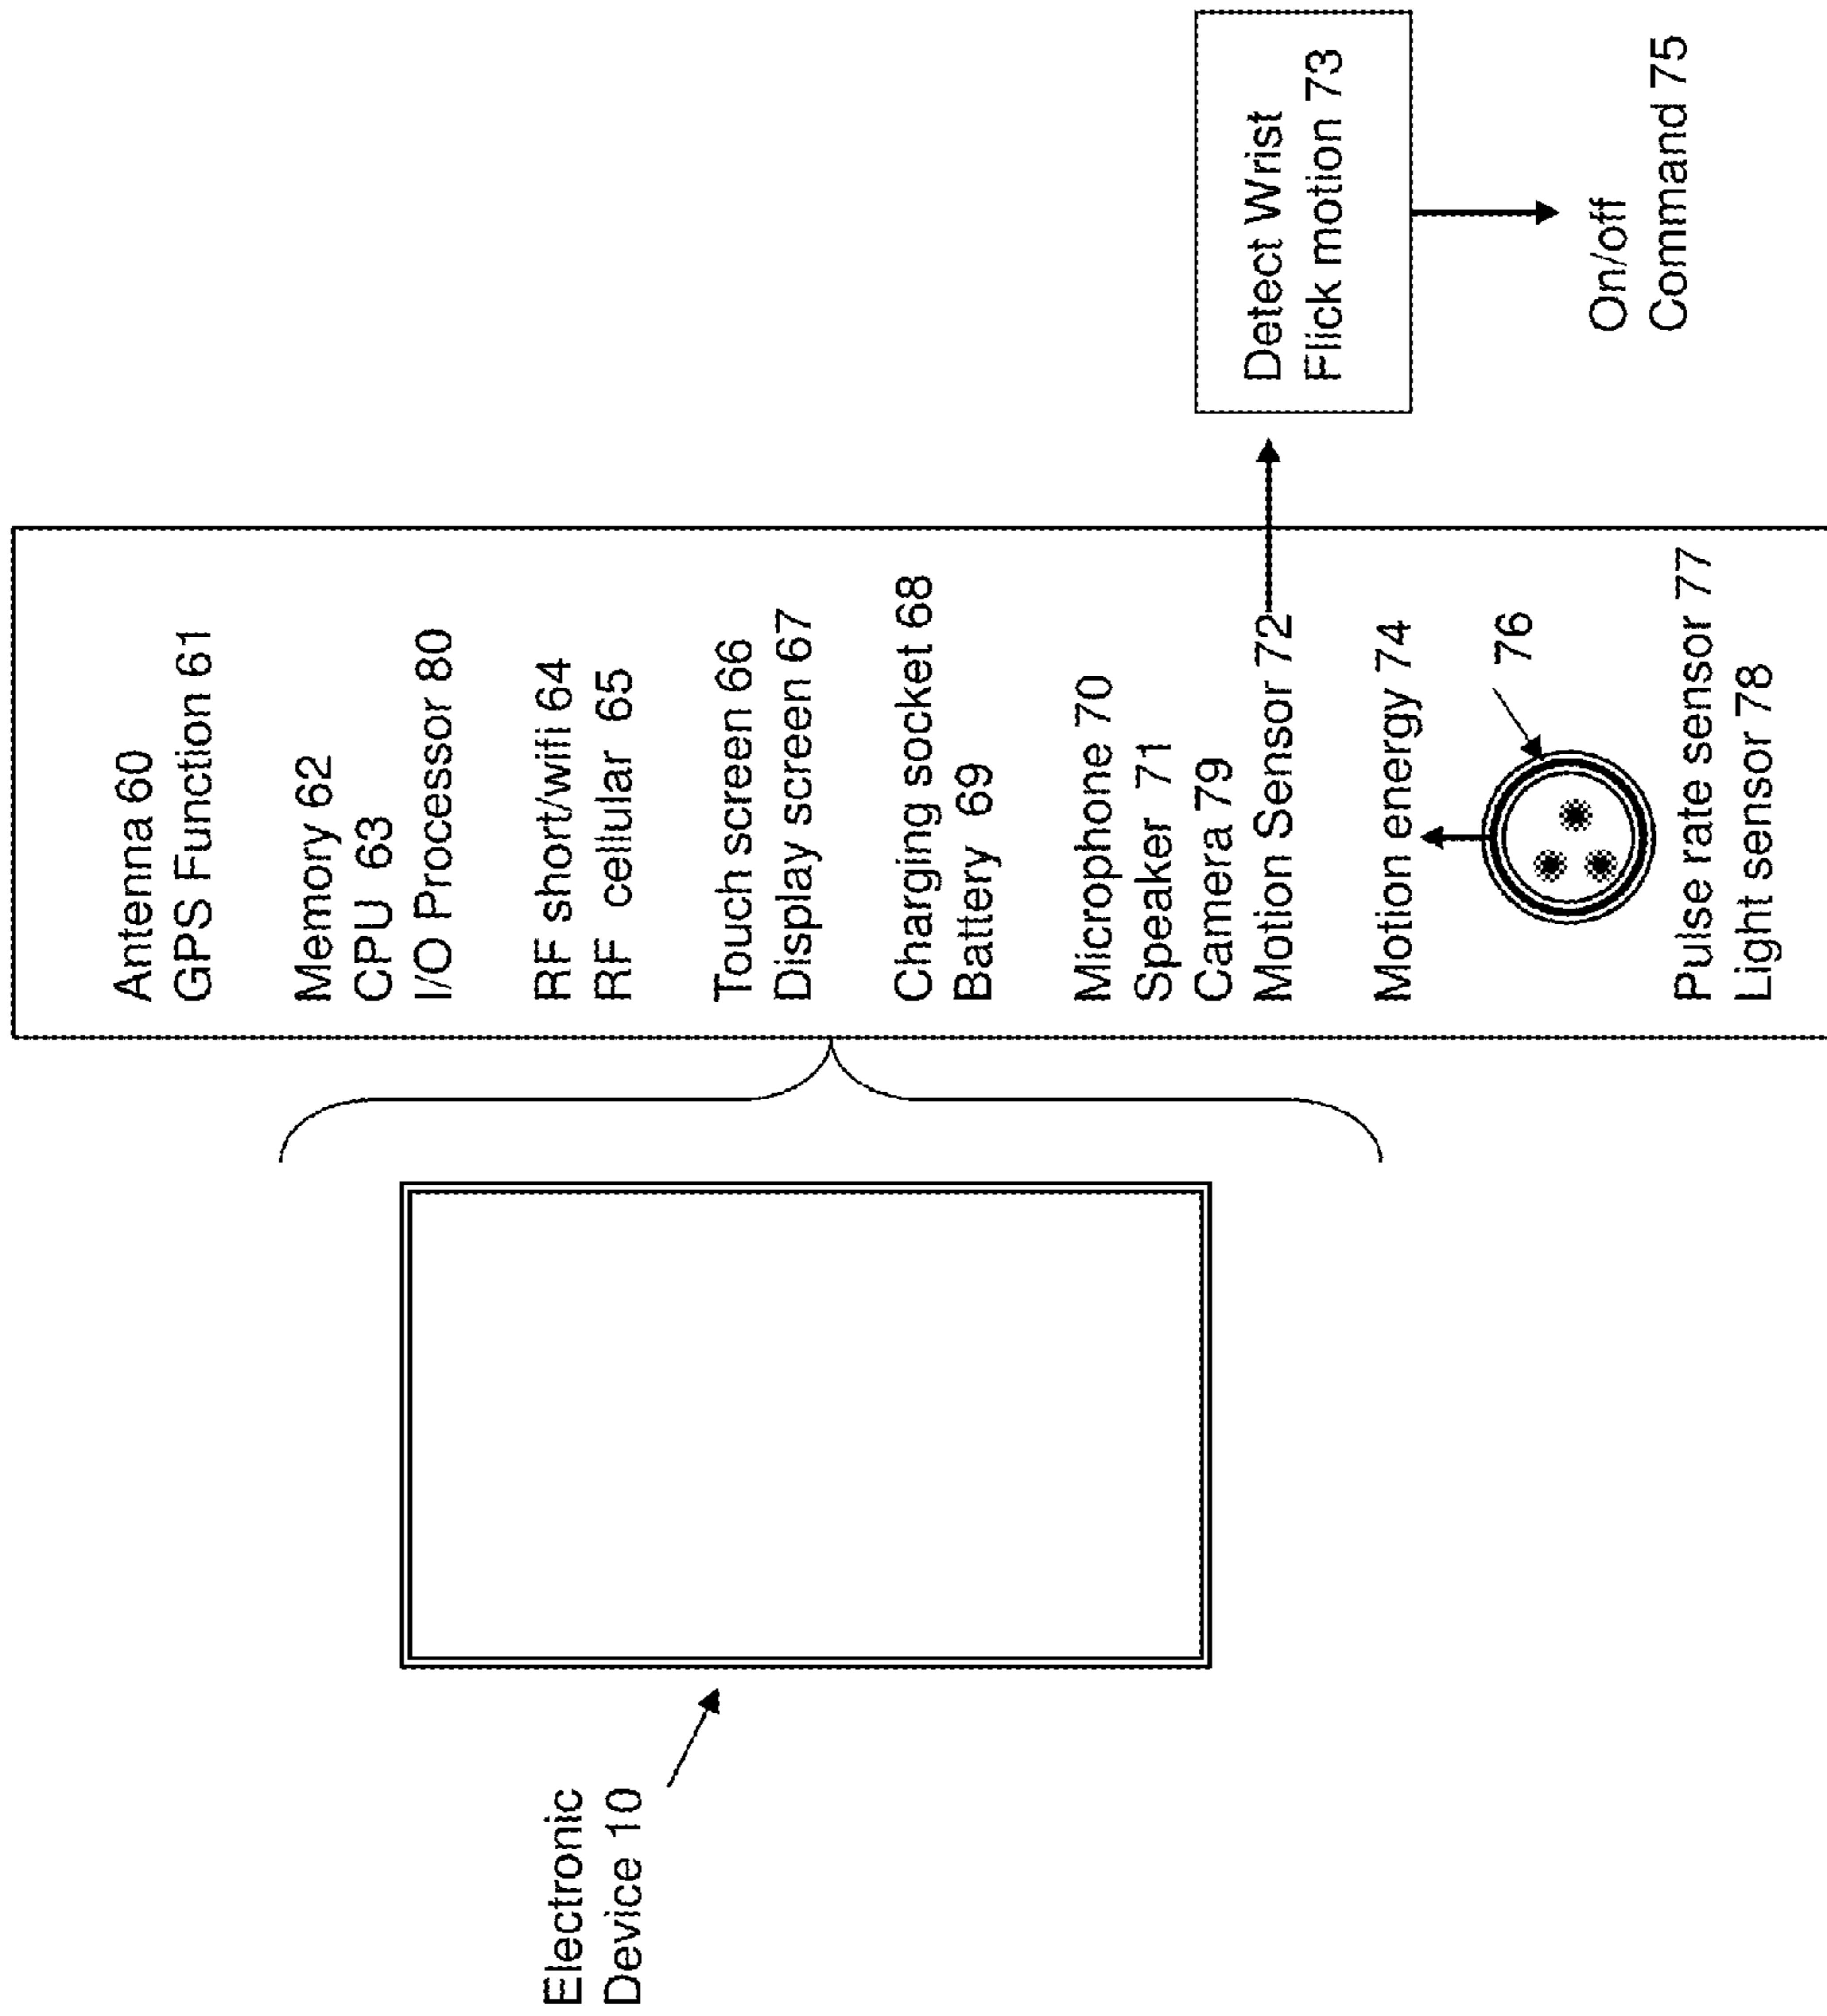 Electronic
Device 10
Antenna 60
GPS Function 61
Memory 62
CPU 63
I/O Processor 80
RF short/wifi 64
RF cellular 65
Touch screen 66
Display screen 67
Charging socket 68
Battery 69
Microphone 70
Speaker 71
Camera 79
Motion Sensor 72
Motion energy 74
76
Pulse rate sensor 77
Light sensor 78
Detect Wrist
Flick motion 73
On/off
Command 75